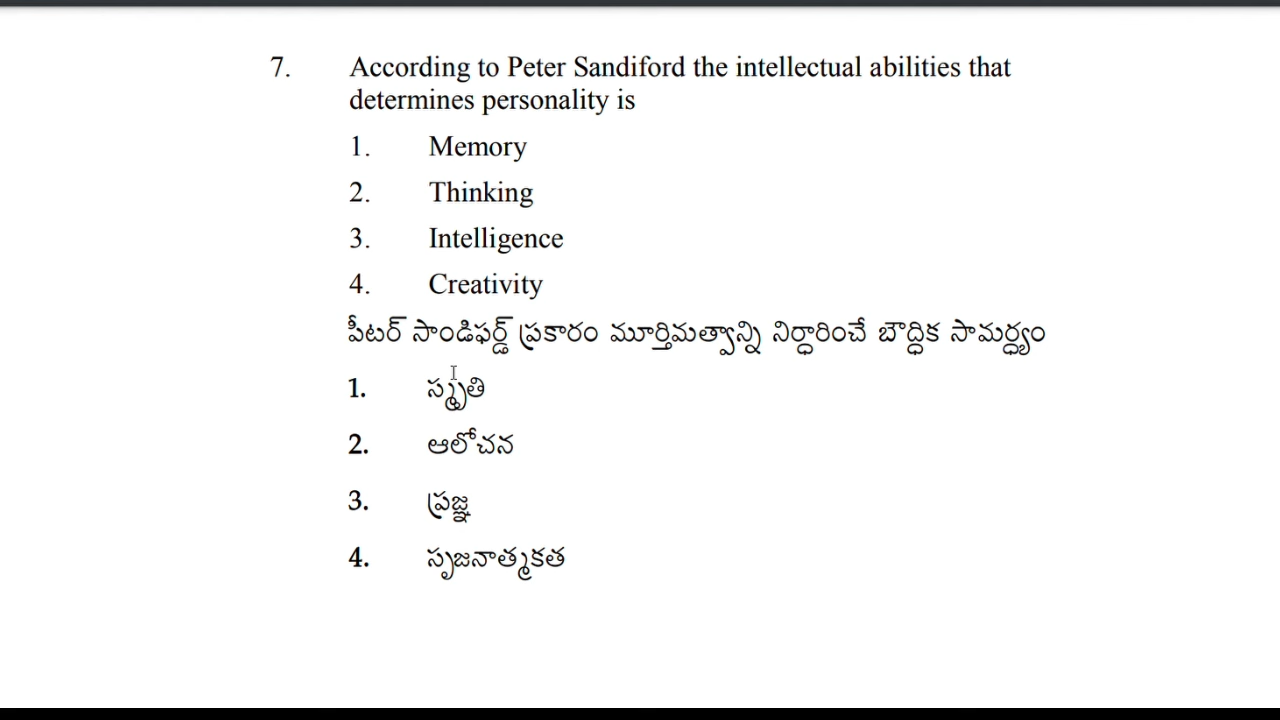 7. According to Peter Sandiford the intellectual abilities that
determines personality is
1. Memory
2. Thinking
3. Intelligence
4. Creativity
పీటర్ సాండిఫర్డ్ ప్రకారం మూర్తిమత్వాన్ని నిర్ధారించే బౌద్ధిక సామర్ధ్యం
1. స్మృతి
2. ఆలోచన
3. ప్రజ్ఞ
4. సృజనాత్మకత